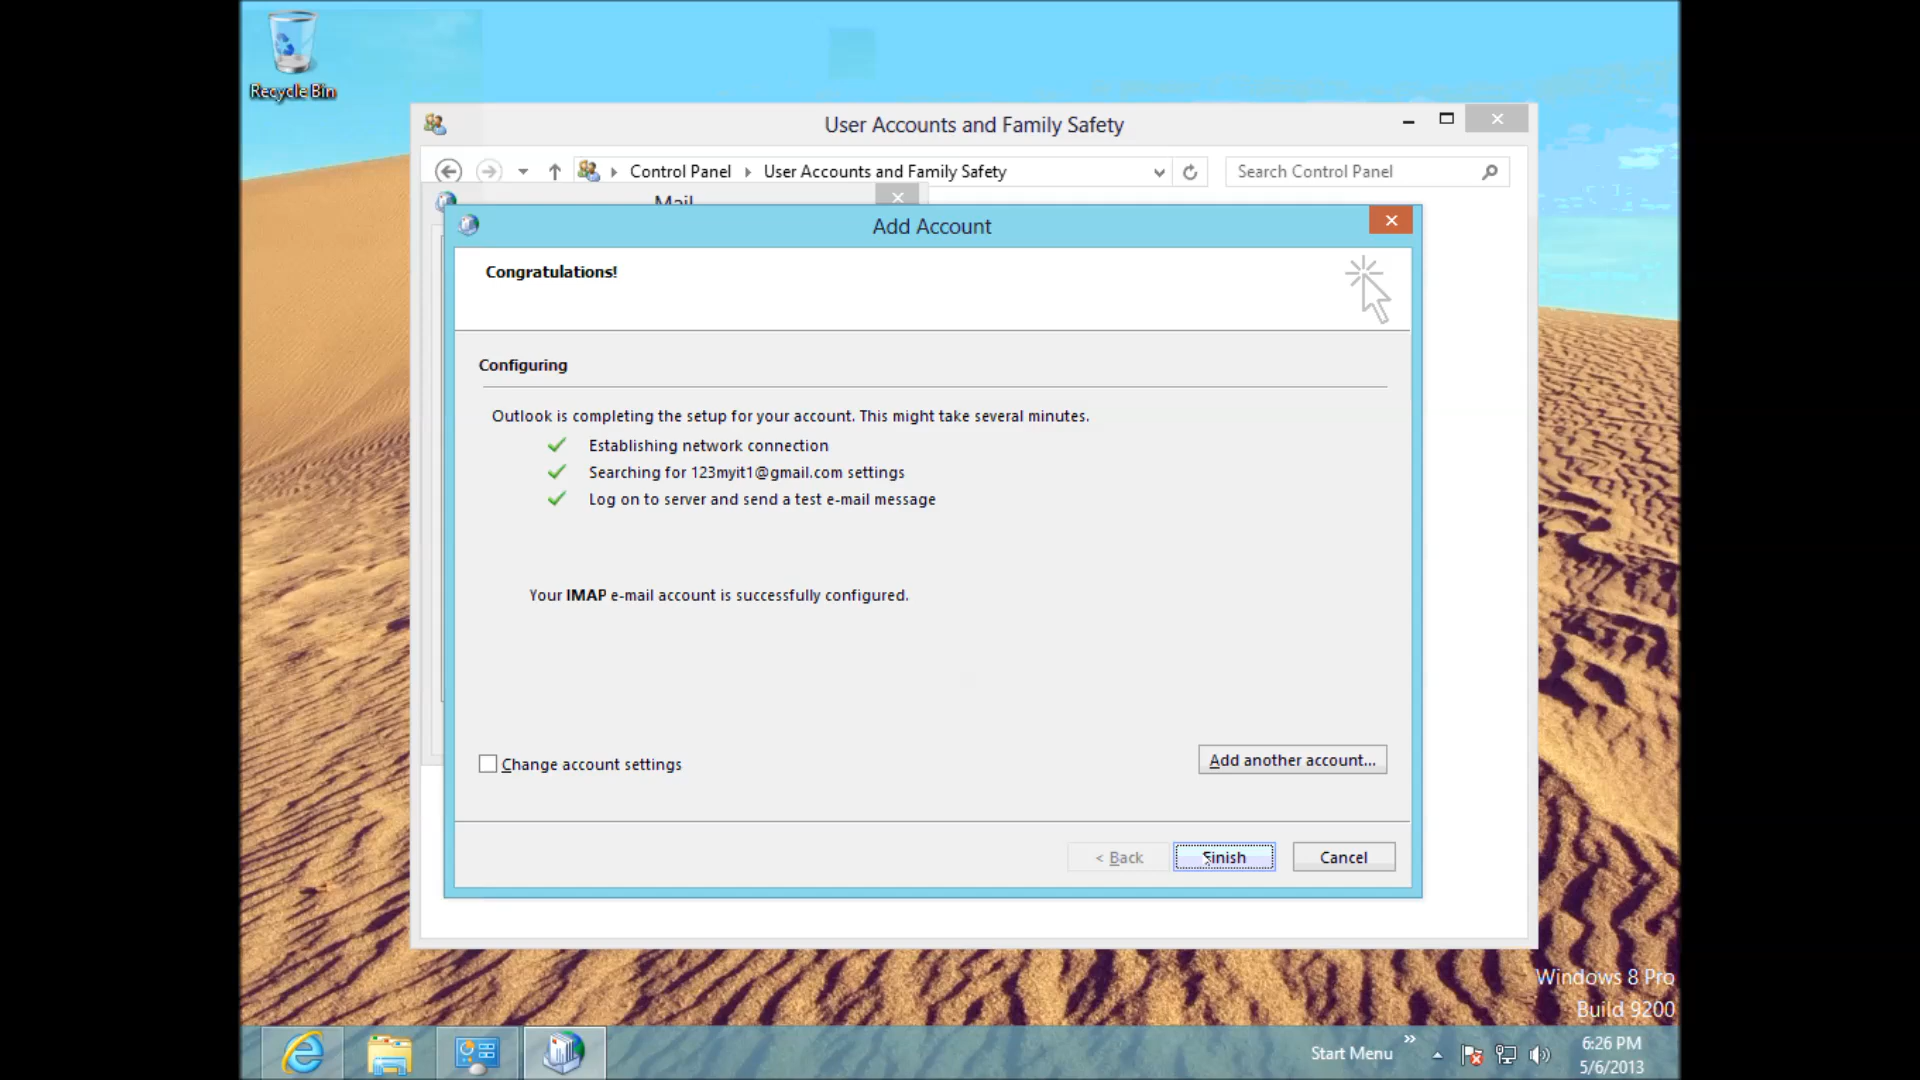 Recycle Bin
User Accounts and Family Safety
Control Panel
User Accounts and Family Safety
Search Control Panel
Mail
Add Account
Congratulations!
Configuring
Outlook is completing the setup for your account. This might take several minutes.
Establishing network connection
Searching for 123myit1@gmail.com settings
Log on to server and send a test e-mail message
Your IMAP e-mail account is successfully configured.
Change account settings
Add another account...
< Back
Finish
Cancel
Windows 8 Pro
Build 9200
Start Menu
6:26 PM
5/6/2013